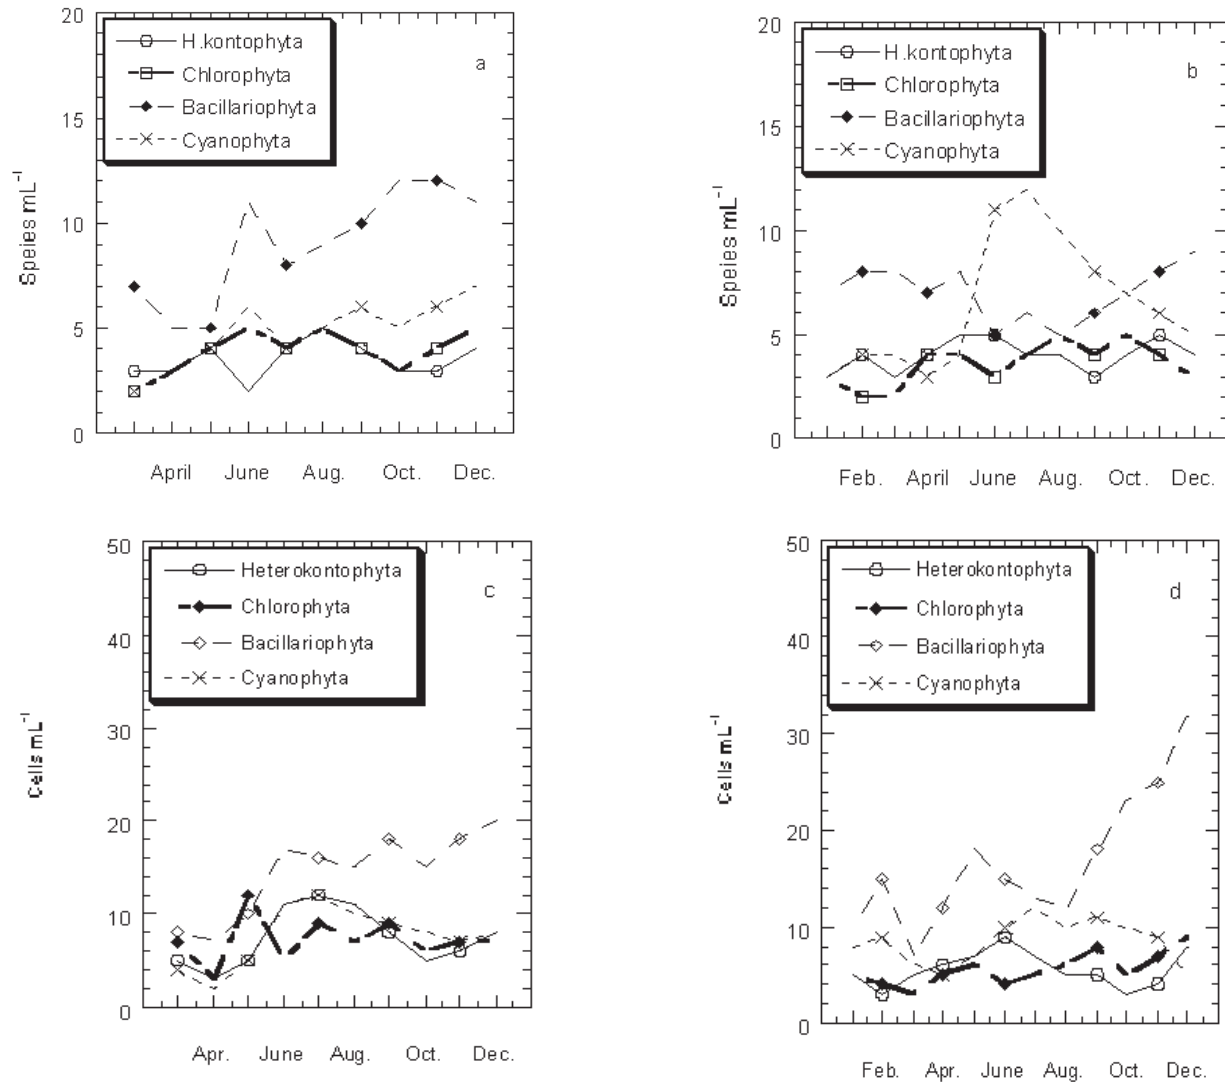 20
15
10
5
0
Speies mL⁻¹
H.kontophyta
Chlorophyta
Bacillariophyta
Cyanophyta
a
April June Aug. Oct. Dec.
20
15
10
5
0
Speies mL⁻¹
H.kontophyta
Chlorophyta
Bacillariophyta
Cyanophyta
b
Feb. April June Aug. Oct. Dec.
50
40
30
20
10
0
Cells mL⁻¹
Heterokontophyta
Chlorophyta
Bacillariophyta
Cyanophyta
c
Apr. June Aug. Oct. Dec.
50
40
30
20
10
0
Cells mL⁻¹
Heterokontophyta
Chlorophyta
Bacillariophyta
Cyanophyta
d
Feb. Apr. June Aug. Oct. Dec.